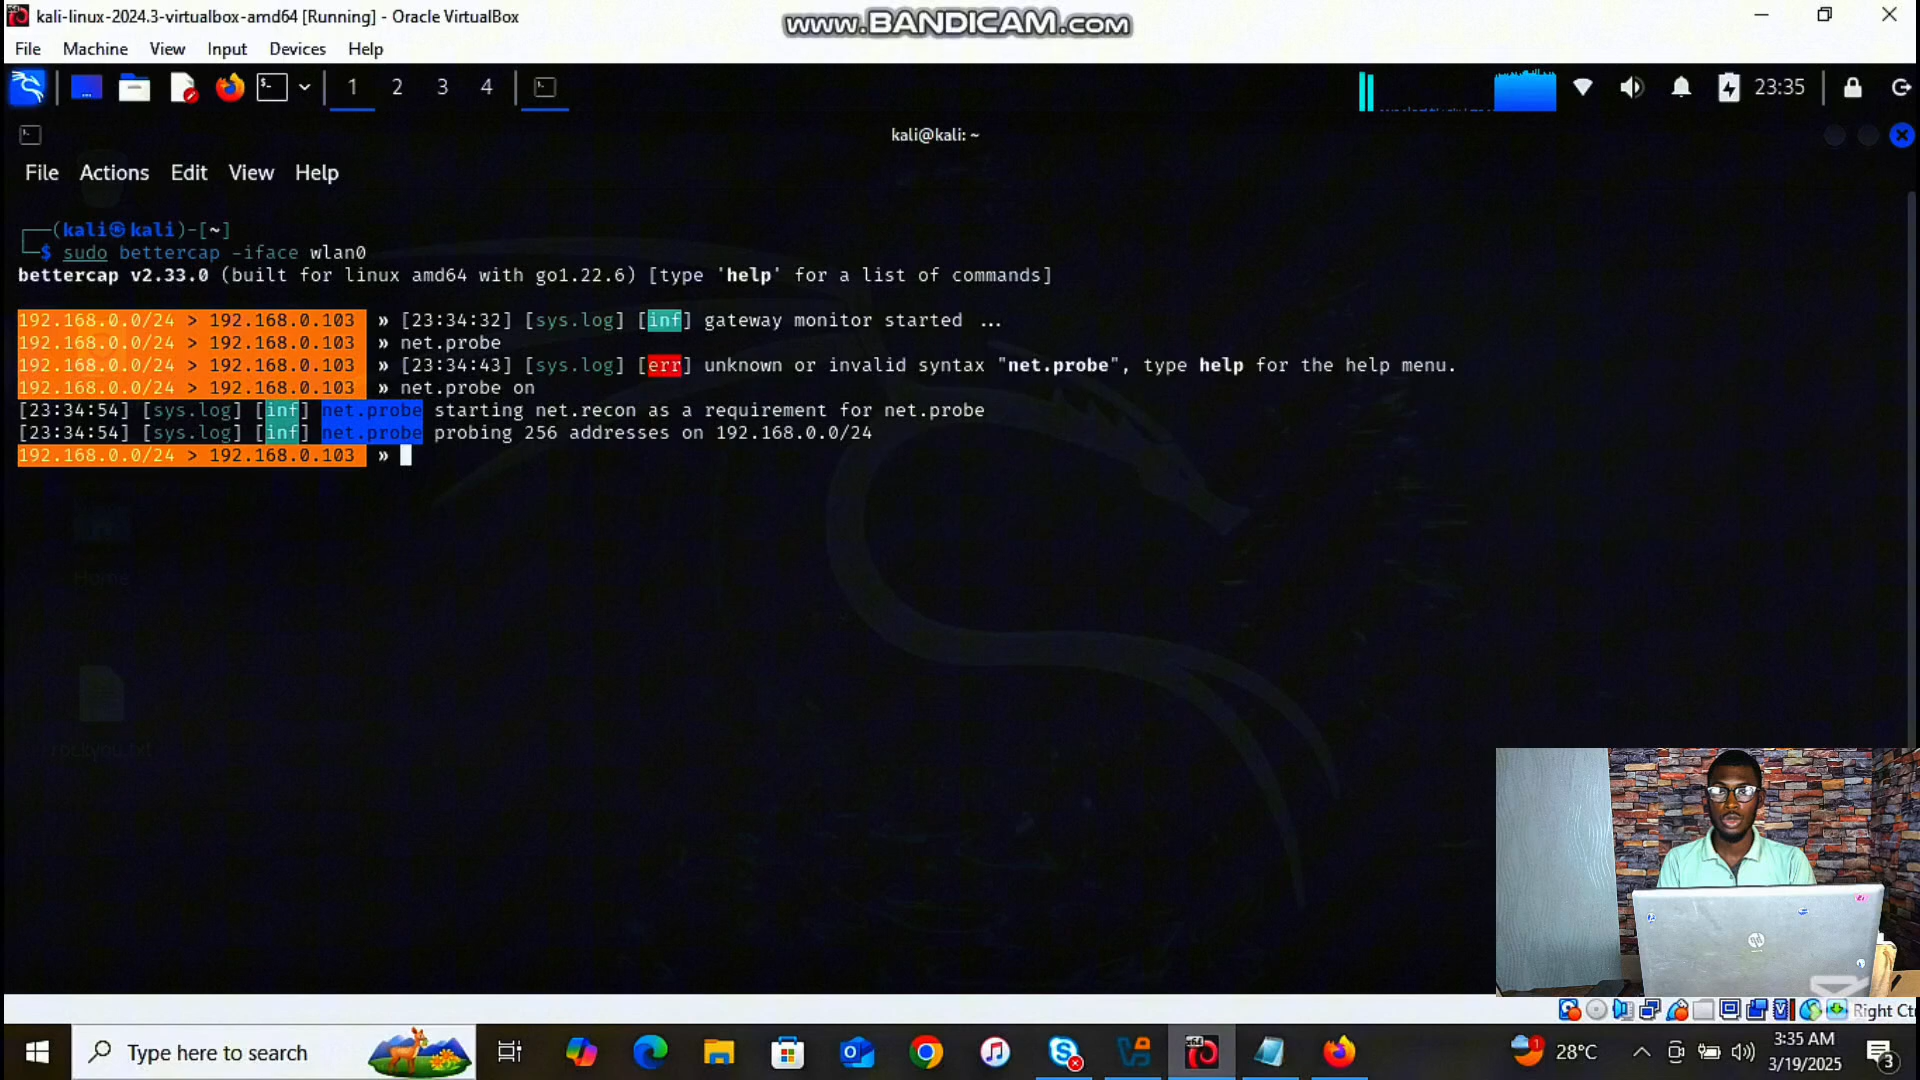 kali-linux-2024.3-virtualbox-amd64 [Running] - Oracle VirtualBox
www.BANDICAM.com
File Machine View Input Devices Help
1 2 3 4
23:35
kali@kali: ~
File Actions Edit View Help
┌──(kali㉿kali)-[~]
└─$ sudo bettercap -iface wlan0
bettercap v2.33.0 (built for linux amd64 with go1.22.6) [type 'help' for a list of commands]
192.168.0.0/24 > 192.168.0.103 » [23:34:32] [sys.log] [inf] gateway monitor started ...
192.168.0.0/24 > 192.168.0.103 » net.probe
192.168.0.0/24 > 192.168.0.103 » [23:34:43] [sys.log] [err] unknown or invalid syntax "net.probe", type help for the help menu.
192.168.0.0/24 > 192.168.0.103 » net.probe on
[23:34:54] [sys.log] [inf] net.probe starting net.recon as a requirement for net.probe
[23:34:54] [sys.log] [inf] net.probe probing 256 addresses on 192.168.0.0/24
192.168.0.0/24 > 192.168.0.103 »
Home
rockyou.txt
hp
Right Ct
Type here to search
28°C
3:35 AM
3/19/2025
3